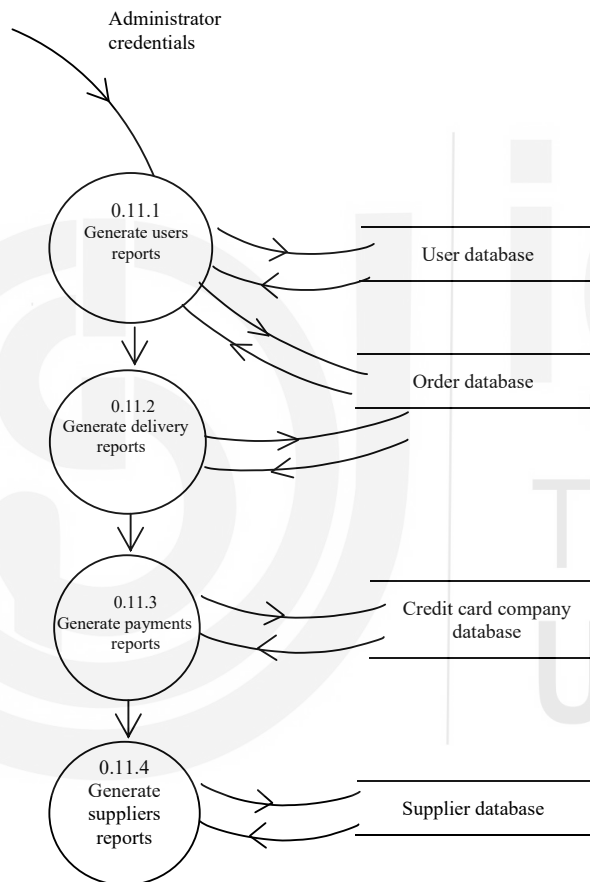 Administrator
credentials
0.11.1
Generate users
reports
User database
Order database
0.11.2
Generate delivery
reports
0.11.3
Generate payments
reports
Credit card company
database
0.11.4
Generate
suppliers
reports
Supplier database